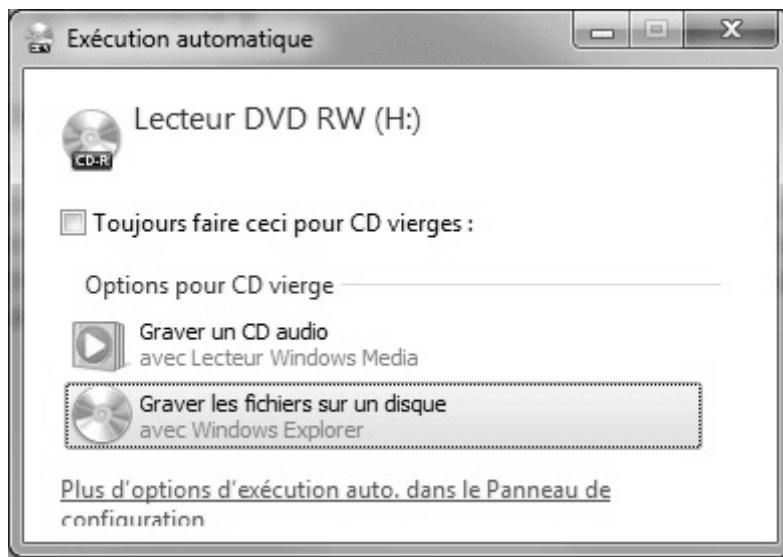 Exécution automatique
Lecteur DVD RW (H:)
CD-R
Toujours faire ceci pour CD vierges :
Options pour CD vierge
Graver un CD audio
avec Lecteur Windows Media
Graver les fichiers sur un disque
avec Windows Explorer
Plus d'options d'exécution auto. dans le Panneau de
configuration